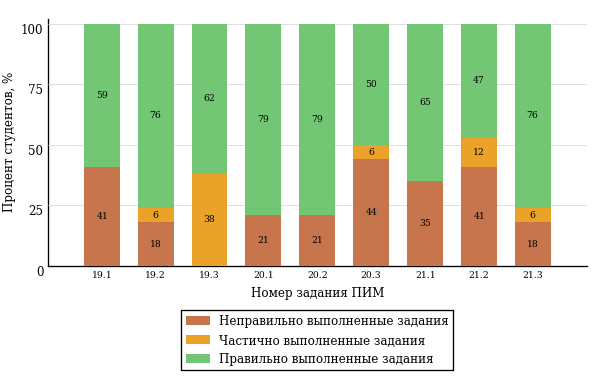 Процент студентов, %
100
75
50
25
0
59 76 62 79 79 50 65 47 76
6 38 6 12 6
41 18 21 21 44 35 41 18
19.1 19.2 19.3 20.1 20.2 20.3 21.1 21.2 21.3
Номер задания ПИМ
Неправильно выполненные задания
Частично выполненные задания
Правильно выполненные задания